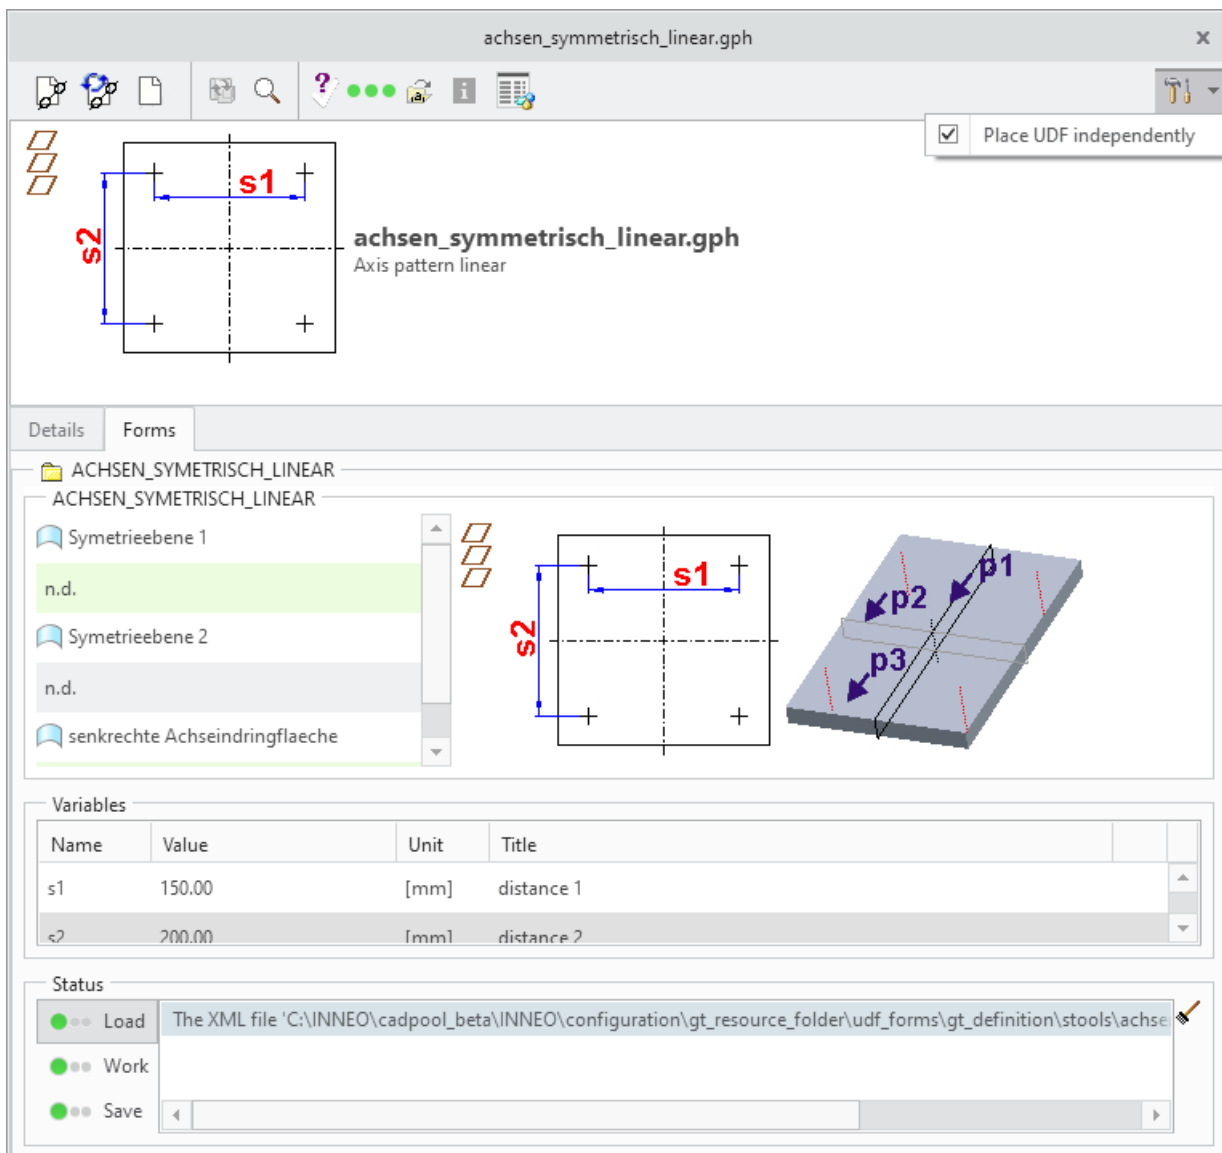 achsen_symmetrisch_linear.gph
Place UDF independently
s1
s2
achsen_symmetrisch_linear.gph
Axis pattern linear
Details Forms
ACHSEN_SYMETRISCH_LINEAR
ACHSEN_SYMETRISCH_LINEAR
Symetrieebene 1
n.d.
Symetrieebene 2
n.d.
senkrechte Achseindringflaeche
s1
s2
p1
p2
p3
Variables
Name Value Unit Title
s1 150.00 [mm] distance 1
s2 200.00 [mm] distance 2
Status
Load The XML file 'C:\INNEO\cadpool_beta\INNEO\configuration\gt_resource_folder\udf_forms\gt_definition\stools\achse
Work
Save